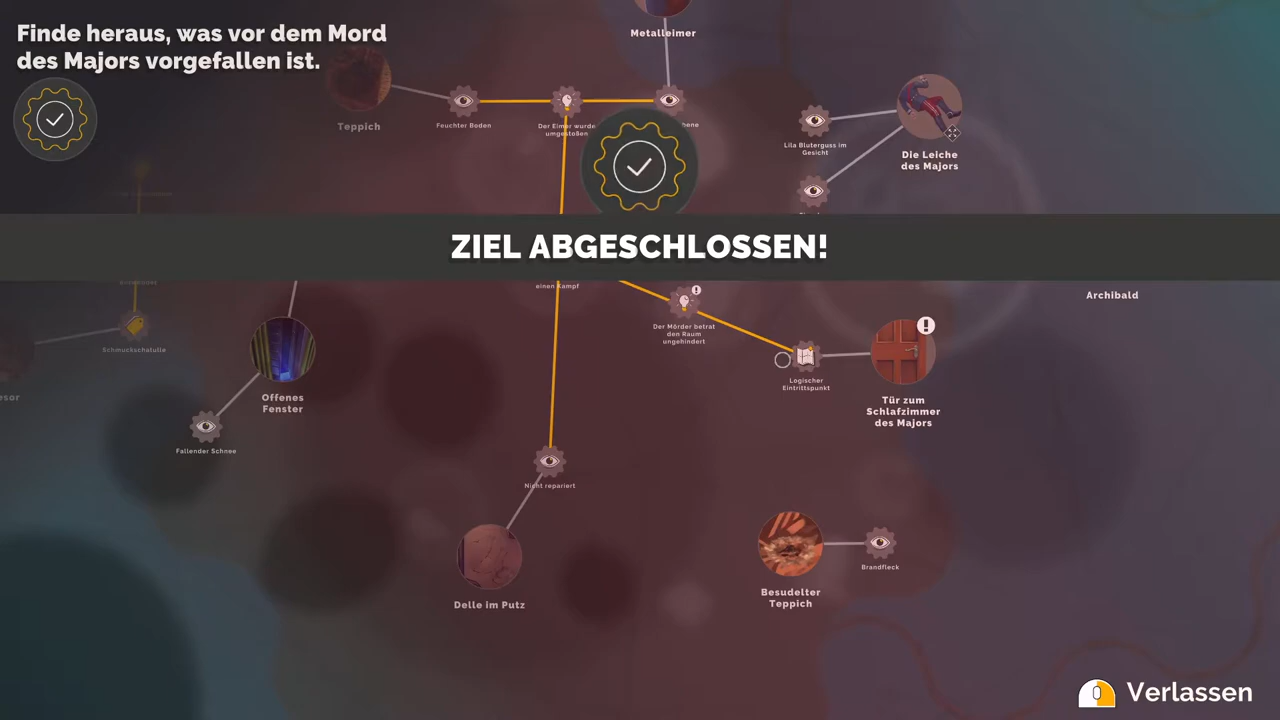 Finde heraus, was vor dem Mord
des Majors vorgefallen ist.
Metalleimer
Teppich
Feuchter Boden
Der Eimer wurde
umgestoßen
Lila Bluterguss im
Gesicht
Die Leiche
des Majors
ZIEL ABGESCHLOSSEN!
einen Kampf
Archibald
Der Mörder betrat
den Raum
ungehindert
Schmuckschatulle
Logischer
Eintrittspunkt
Offenes
Fenster
Tür zum
Schlafzimmer
des Majors
Fallender Schnee
Nicht repariert
Brandfleck
Besudelter
Teppich
Delle im Putz
Verlassen